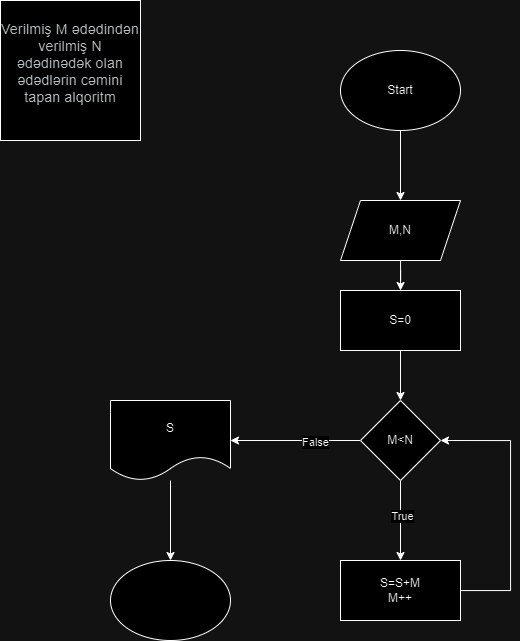 Verilmiş M ədədindən
verilmiş N
ədədinədək olan
ədədlərin cəmini
tapan alqoritm
Start
M,N
S=0
M<N
False
S
True
S=S+M
M++